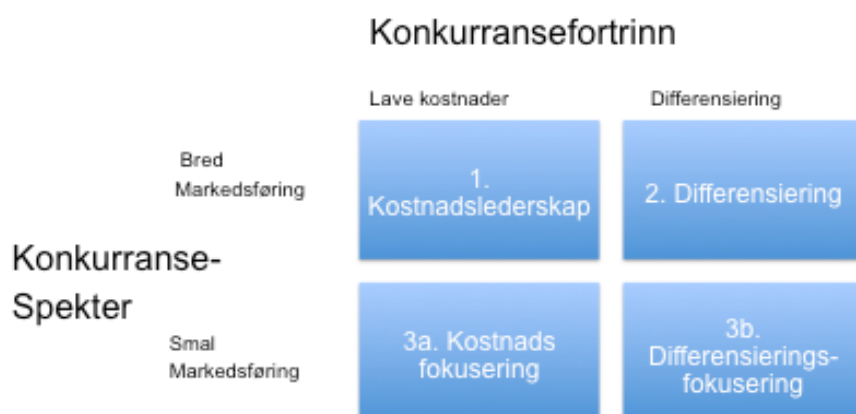 Konkurransefortrinn
Lave kostnader
Differensiering
Bred
Markedsføring
1.
Kostnadslederskap
2. Differensiering
Konkurranse-
Spekter
Smal
Markedsføring
3a. Kostnads
fokusering
3b.
Differensierings-
fokusering